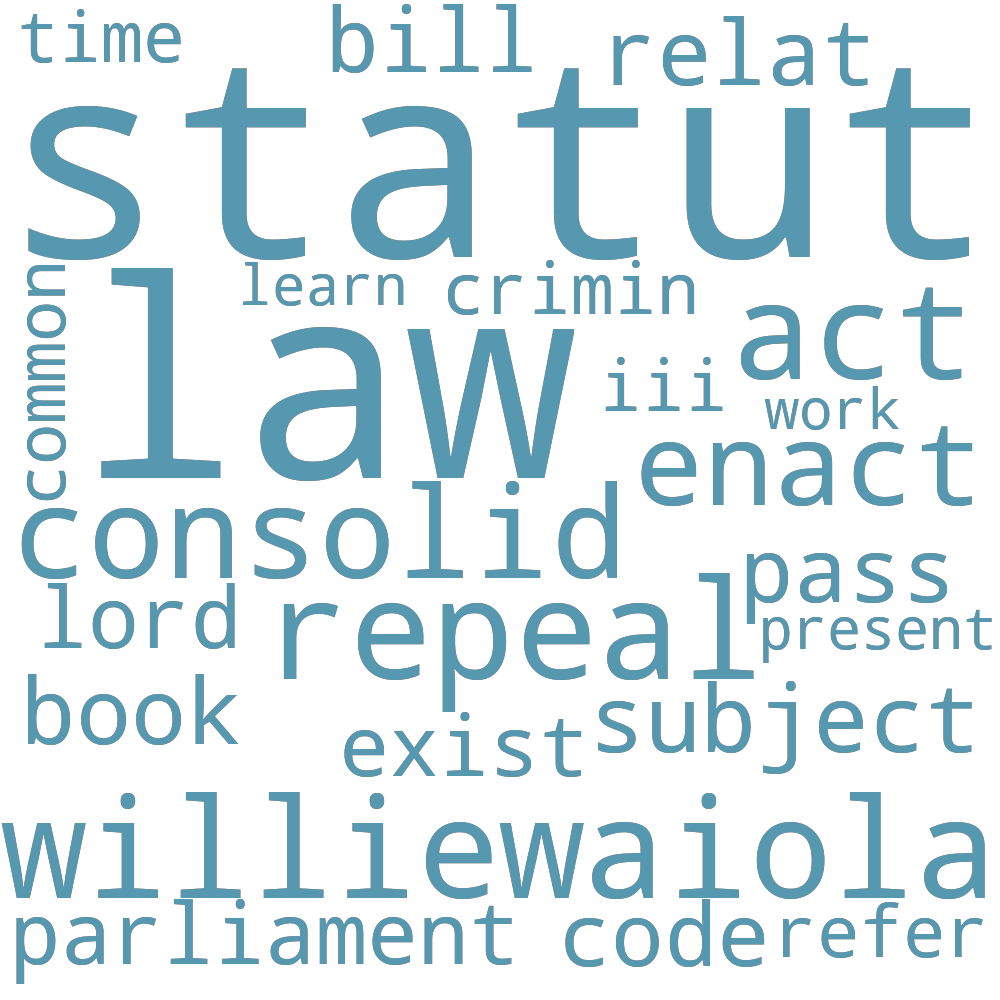 time bill relat
statut
common learn crimin
law act
iii work
enact
consolid
pass
lord repeal present
book subject
exist
williewaiola
parliament code refer